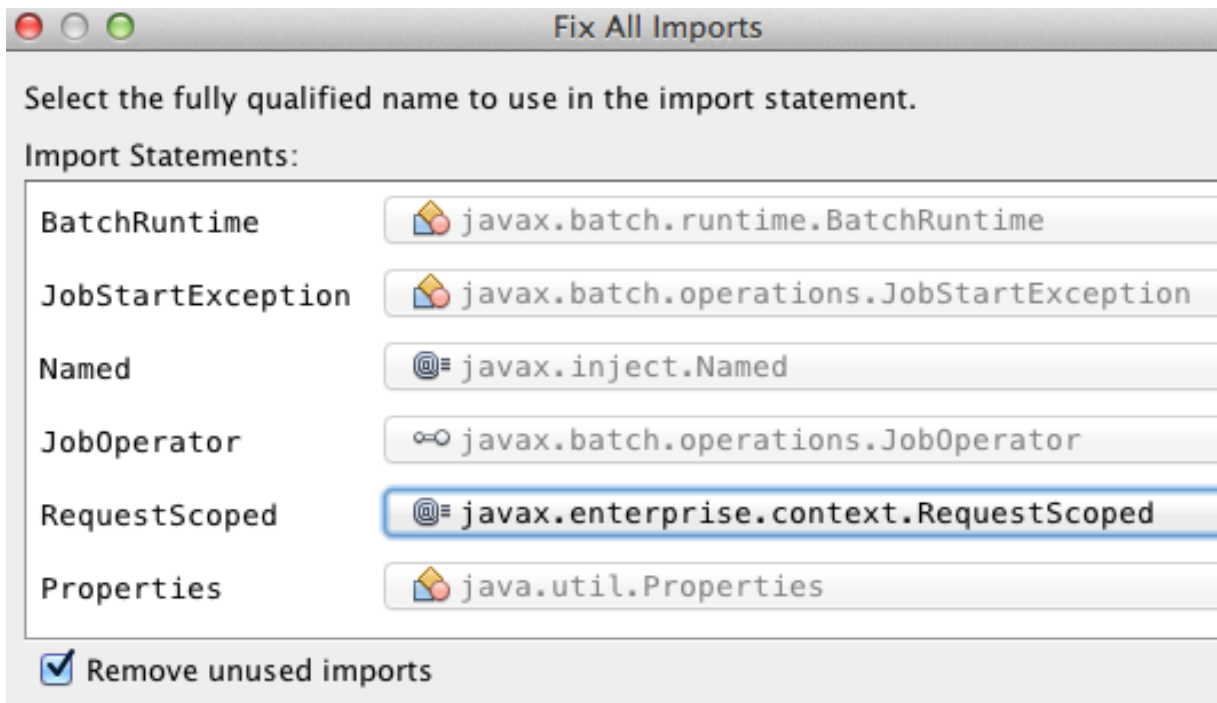 Fix All Imports
Select the fully qualified name to use in the import statement.
Import Statements:
BatchRuntime javax.batch.runtime.BatchRuntime
JobStartException javax.batch.operations.JobStartException
Named javax.inject.Named
JobOperator javax.batch.operations.JobOperator
RequestScoped javax.enterprise.context.RequestScoped
Properties java.util.Properties
Remove unused imports